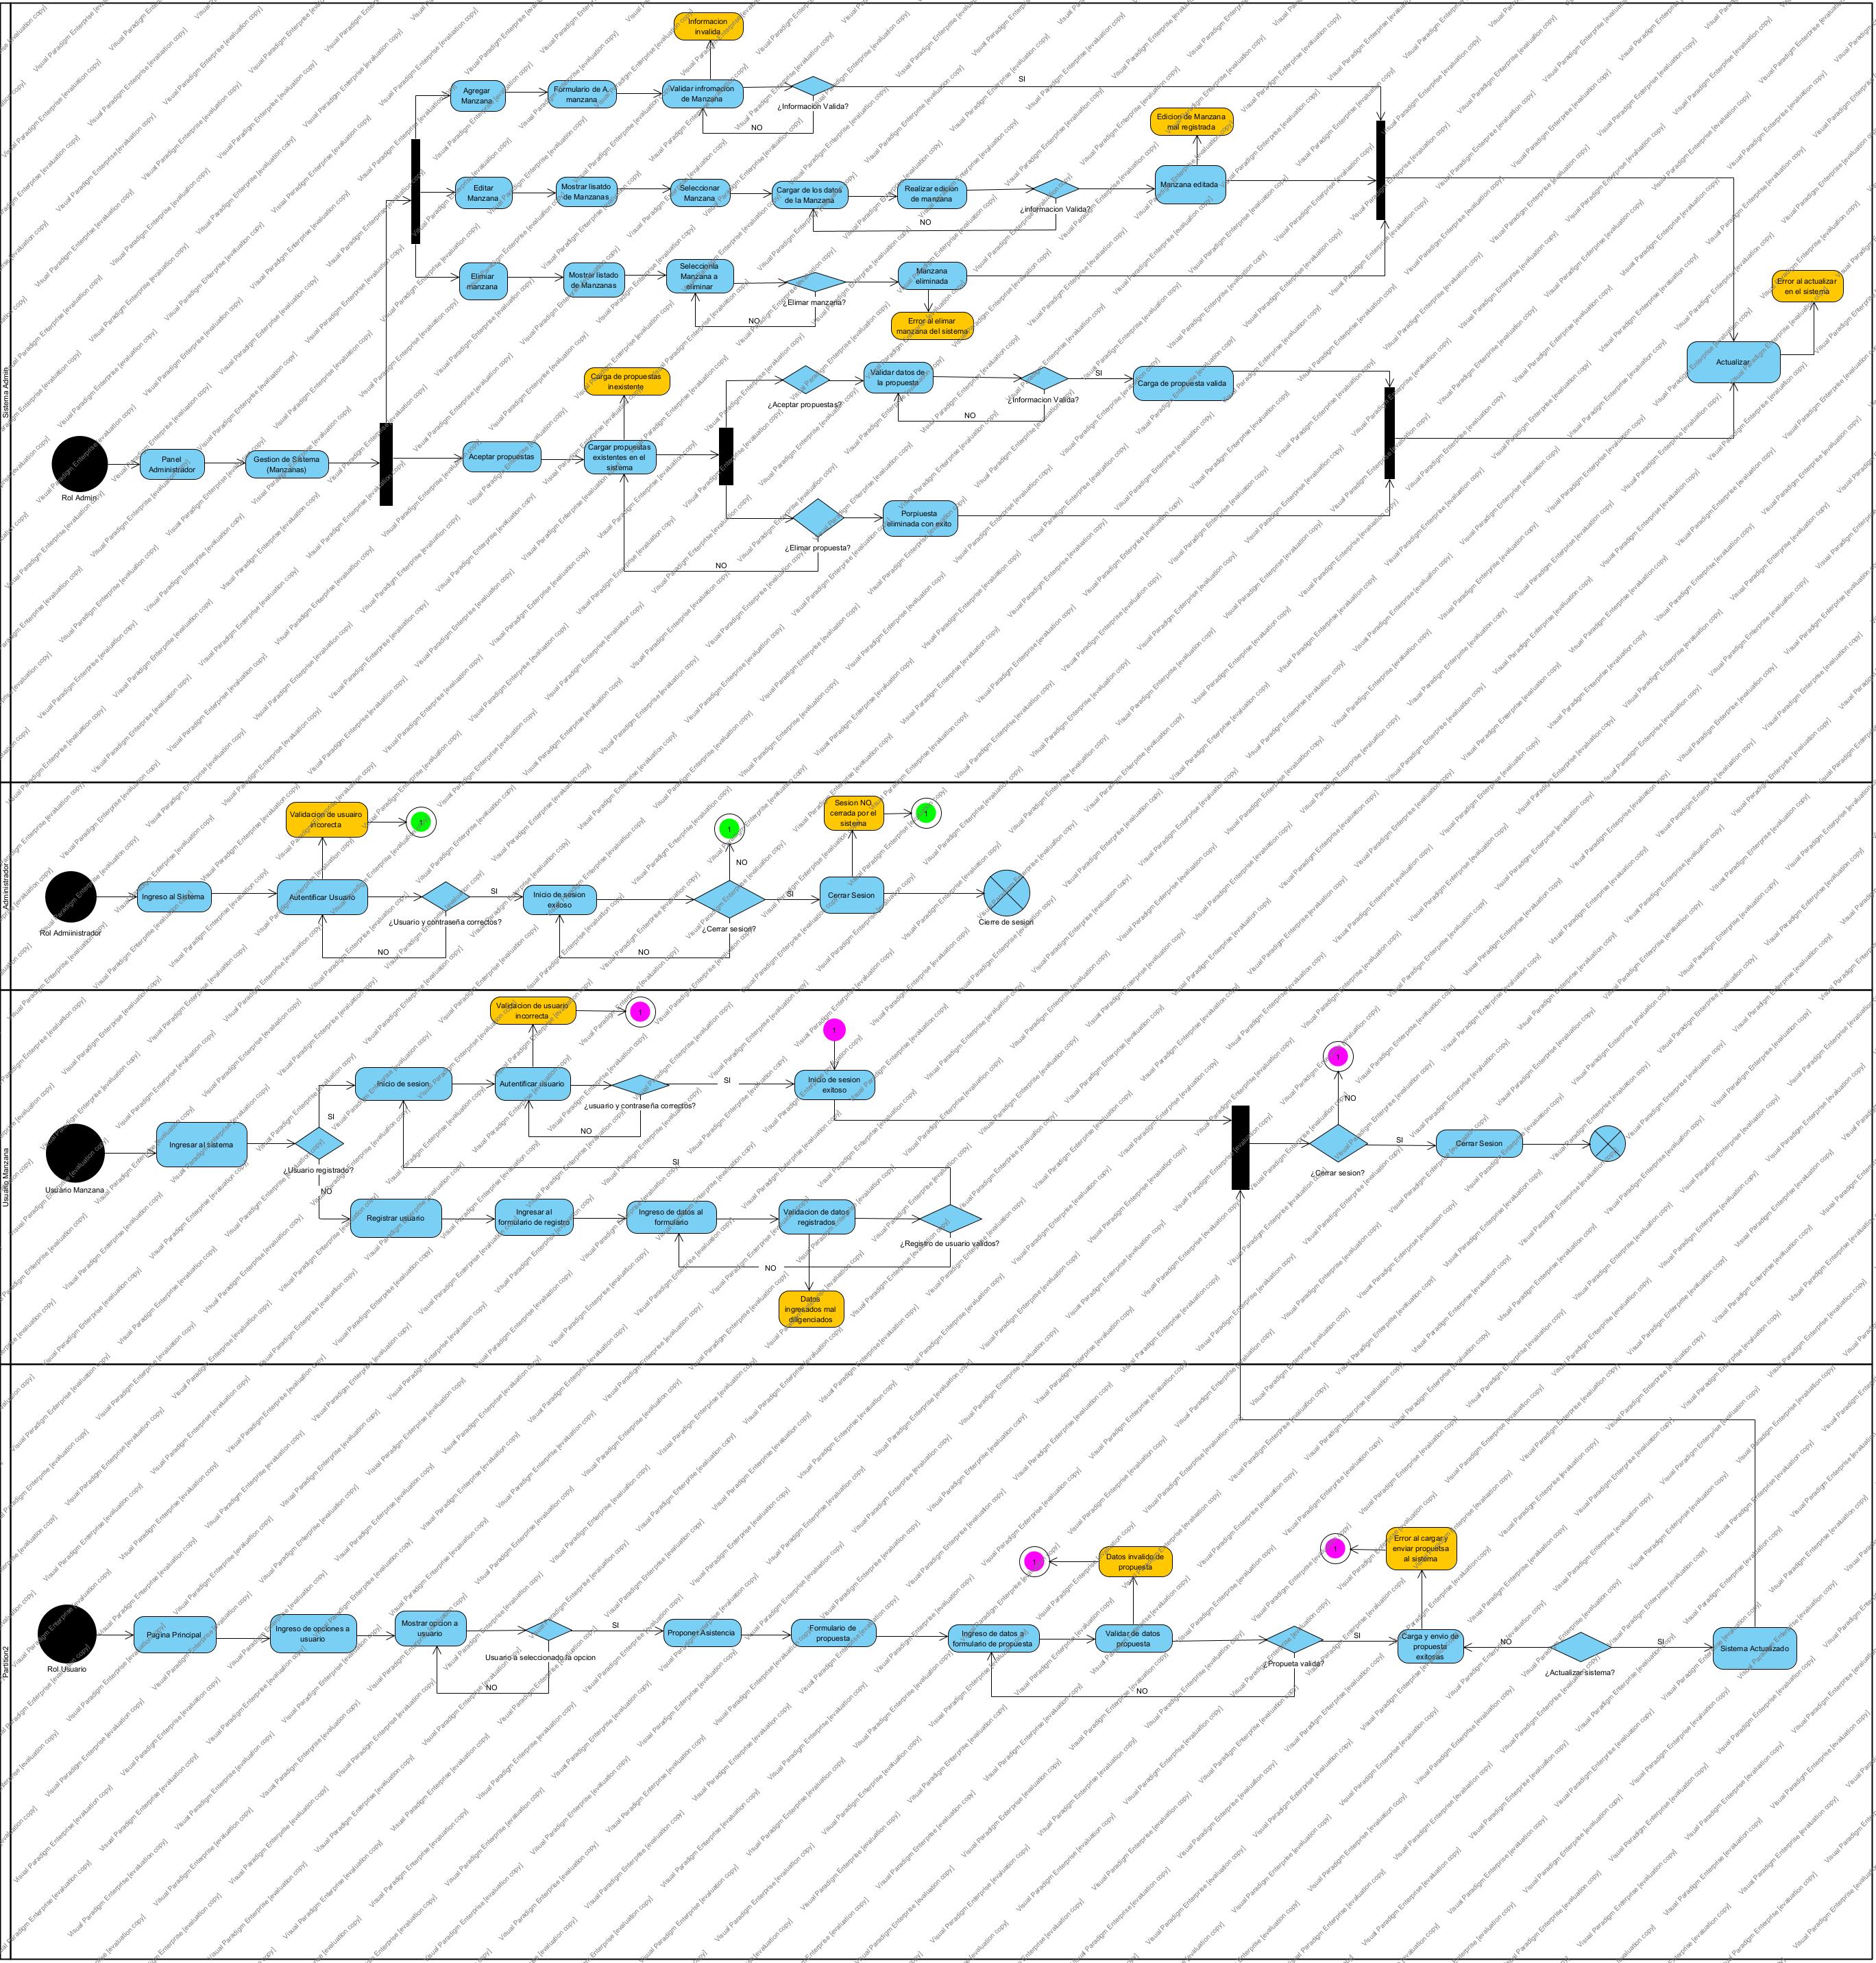 Sistema Admin
Informacion
invalida
Agregar
Manzana
Formulario de A.
manzana
Validar infromacion
de Manzana
¿Informacion Valida?
SI
NO
Edicion de Manzana
mal registrada
Editar
Manzana
Mostrar lisatdo
de Manzanas
Seleccionar
Manzana
Cargar de los datos
de la Manzana
Realizar edicion
de manzana
¿informacion Valida?
NO
Manzana editada
Elimiar
manzana
Mostrar listado
de Manzanas
Seleccionla
Manzana a
eliminar
¿Elimar manzana?
NO
Manzana
eliminada
Error al elimar
manzana del sistema
Error al actualizar
en el sistema
Actualizar
Carga de propuestas
inexistente
¿Aceptar propuestas?
Validar datos de
la propuesta
¿Informacion Valida?
SI
NO
Carga de propuesta valida
Rol Admin
Panel
Administrador
Gestion de Sistema
(Manzanas)
Aceptar propuestas
Cargar propuestas
existentes en el
sistema
¿Elimar propuesta?
NO
Porpiuesta
eliminada con exito
Administrador
Validacion de usuairo
incorecta
1
1
Sesion NO
cerrada por el
sistema
1
Rol Admiinistrador
Ingreso al Sistema
Autentificar Usuario
¿Usuario y contraseña correctos?
SI
NO
Inicio de sesion
exiloso
¿Cerrar sesion?
NO
SI
NO
Cerrar Sesion
Cierre de sesion
Usuario Manzana
Validacion de usuario
incorrecta
1
1
Inicio de sesion
Autentificar usuario
¿usuario y contraseña correctos?
SI
NO
Inicio de sesion
exitoso
1
Usuario Manzana
Ingresar al sistema
¿Usuario registrado?
SI
NO
SI
NO
¿Cerrar sesion?
SI
Cerrar Sesion
Registrar usuario
Ingresar al
formulario de registro
Ingreso de datos al
formulario
Validacion de datos
registrados
¿Registro de usuario validos?
NO
Datos
ingresados mal
diligenciados
Partition2
1
Datos invalido de
propuesta
1
Error al cargar y
enviar propuetsa
al sistema
Rol Usuario
Pagina Principal
Ingreso de opciones a
usuario
Mostrar opcion a
usuario
Usuario a seleccionado la opcion
SI
NO
Proponer Asistencia
Formulario de
propuesta
Ingreso de datos a
formulario de propuesta
Validar de datos
propuesta
¿Propueta valida?
SI
NO
Carga y envio de
propuesta
exitosas
NO
¿Actualizar sistema?
SI
Sistema Actualizado
Visual Paradigm Enterprise [evaluation copy]